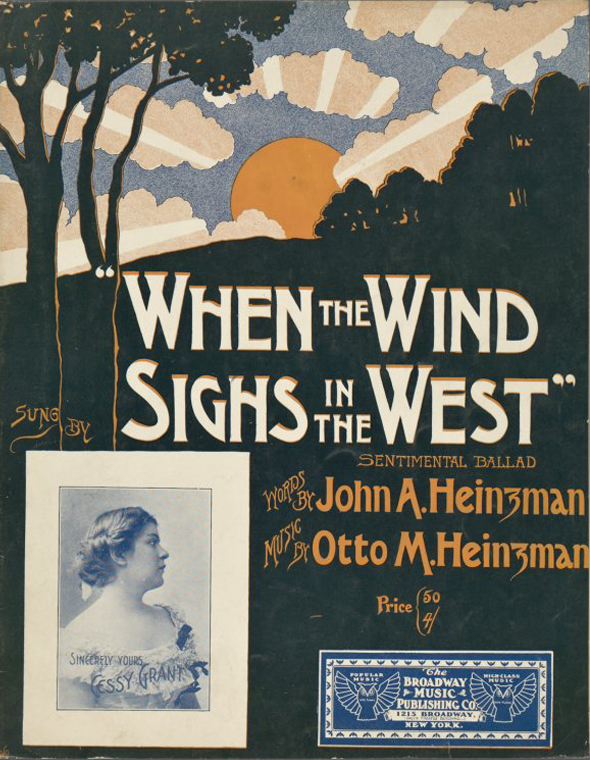 "WHEN THE WIND
SIGHS IN THE WEST"
SENTIMENTAL BALLAD
SUNG BY
WORDS BY John A. Heinzman
MUSIC BY Otto M. Heinzman
Price { 50
4/
SINCERELY YOURS,
CESSY GRANT
POPULAR MUSIC
The
BROADWAY
MUSIC
PUBLISHING CO.
1215 BROADWAY,
NEW YORK.
HIGH CLASS MUSIC